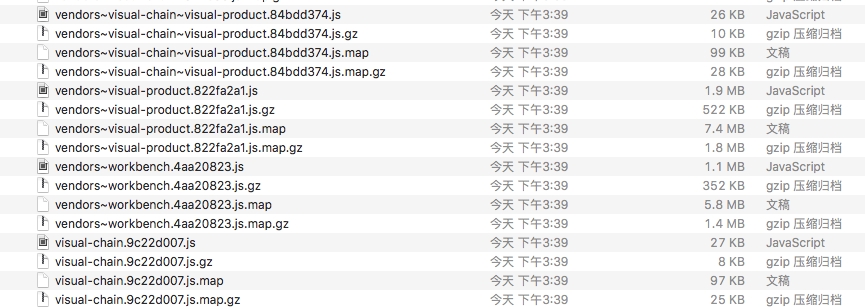 vendors~visual-chain~visual-product.84bdd374.js 今天 下午3:39 26 KB JavaScript
vendors~visual-chain~visual-product.84bdd374.js.gz 今天 下午3:39 10 KB gzip 压缩归档
vendors~visual-chain~visual-product.84bdd374.js.map 今天 下午3:39 99 KB 文稿
vendors~visual-chain~visual-product.84bdd374.js.map.gz 今天 下午3:39 28 KB gzip 压缩归档
vendors~visual-product.822fa2a1.js 今天 下午3:39 1.9 MB JavaScript
vendors~visual-product.822fa2a1.js.gz 今天 下午3:39 522 KB gzip 压缩归档
vendors~visual-product.822fa2a1.js.map 今天 下午3:39 7.4 MB 文稿
vendors~visual-product.822fa2a1.js.map.gz 今天 下午3:39 1.8 MB gzip 压缩归档
vendors~workbench.4aa20823.js 今天 下午3:39 1.1 MB JavaScript
vendors~workbench.4aa20823.js.gz 今天 下午3:39 352 KB gzip 压缩归档
vendors~workbench.4aa20823.js.map 今天 下午3:39 5.8 MB 文稿
vendors~workbench.4aa20823.js.map.gz 今天 下午3:39 1.4 MB gzip 压缩归档
visual-chain.9c22d007.js 今天 下午3:39 27 KB JavaScript
visual-chain.9c22d007.js.gz 今天 下午3:39 8 KB gzip 压缩归档
visual-chain.9c22d007.js.map 今天 下午3:39 97 KB 文稿
visual-chain.9c22d007.js.map.gz 今天 下午3:39 25 KB gzip 压缩归档